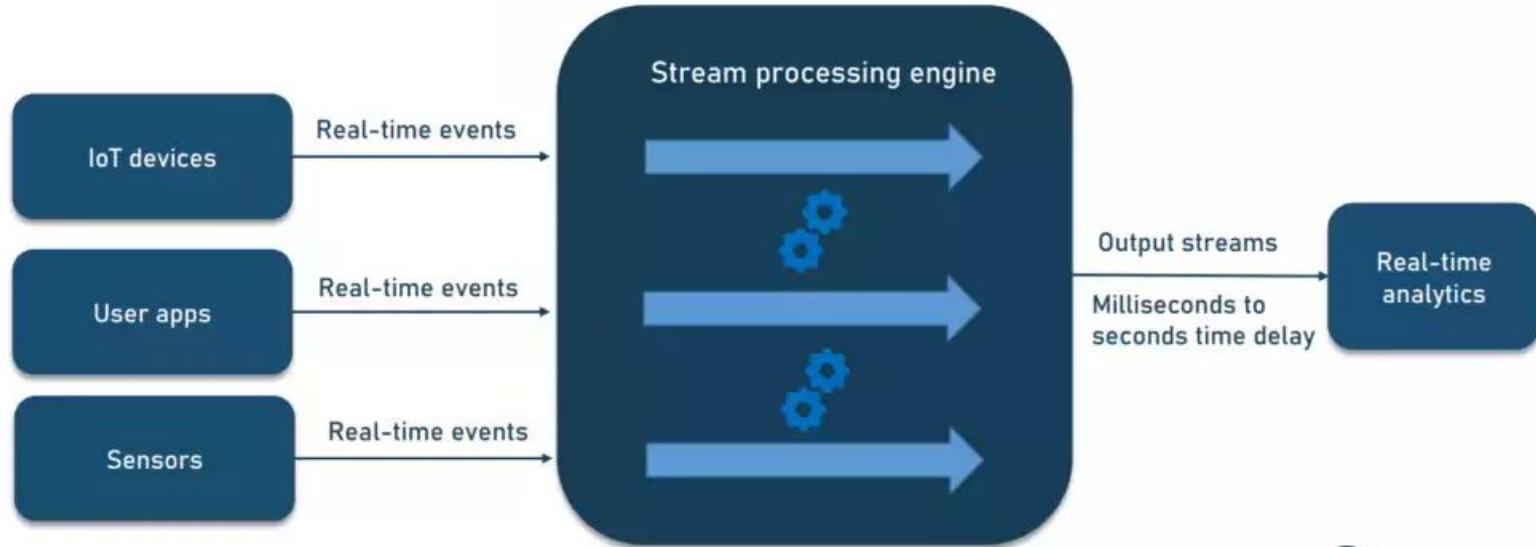 Stream processing engine
IoT devices
Real-time events
User apps
Real-time events
Sensors
Real-time events
Output streams
Milliseconds to
seconds time delay
Real-time
analytics